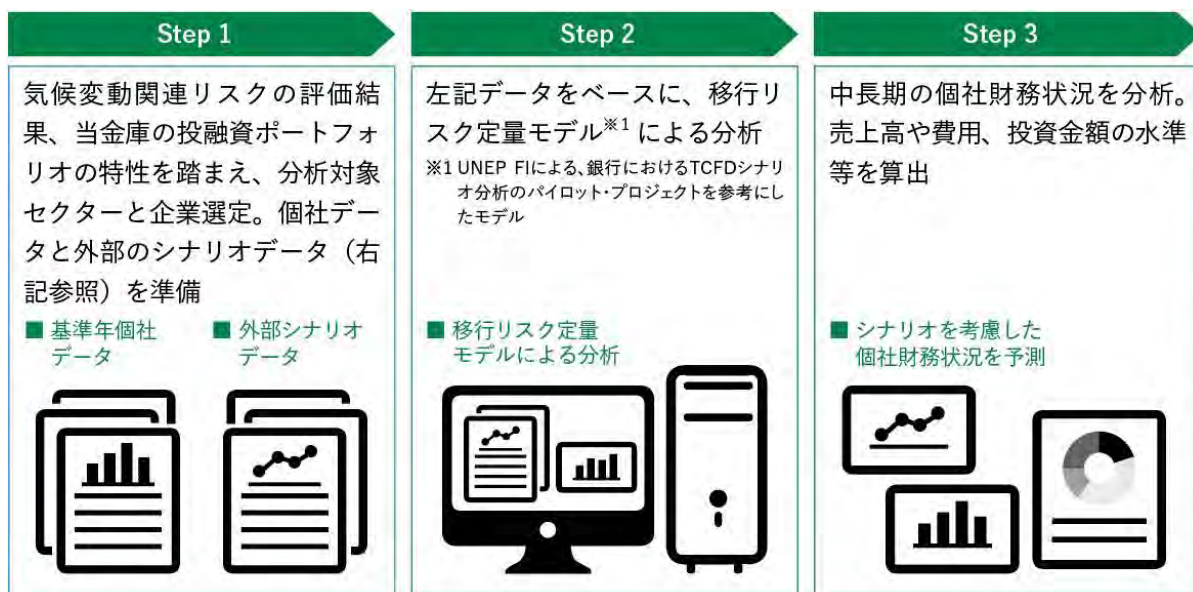 Step 1
気候変動関連リスクの評価結
果、当金庫の投融資ポートフォ
リオの特性を踏まえ、分析対象
セクターと企業選定。個社デー
タと外部のシナリオデータ（右
記参照）を準備
■ 基準年個社
データ
■ 外部シナリオ
データ
Step 2
左記データをベースに、移行リ
スク定量モデル※1 による分析
※1 UNEP FIによる、銀行におけるTCFDシナリ
オ分析のパイロット・プロジェクトを参考にし
たモデル
■ 移行リスク定量
モデルによる分析
Step 3
中長期の個社財務状況を分析。
売上高や費用、投資金額の水準
等を算出
■ シナリオを考慮した
個社財務状況を予測